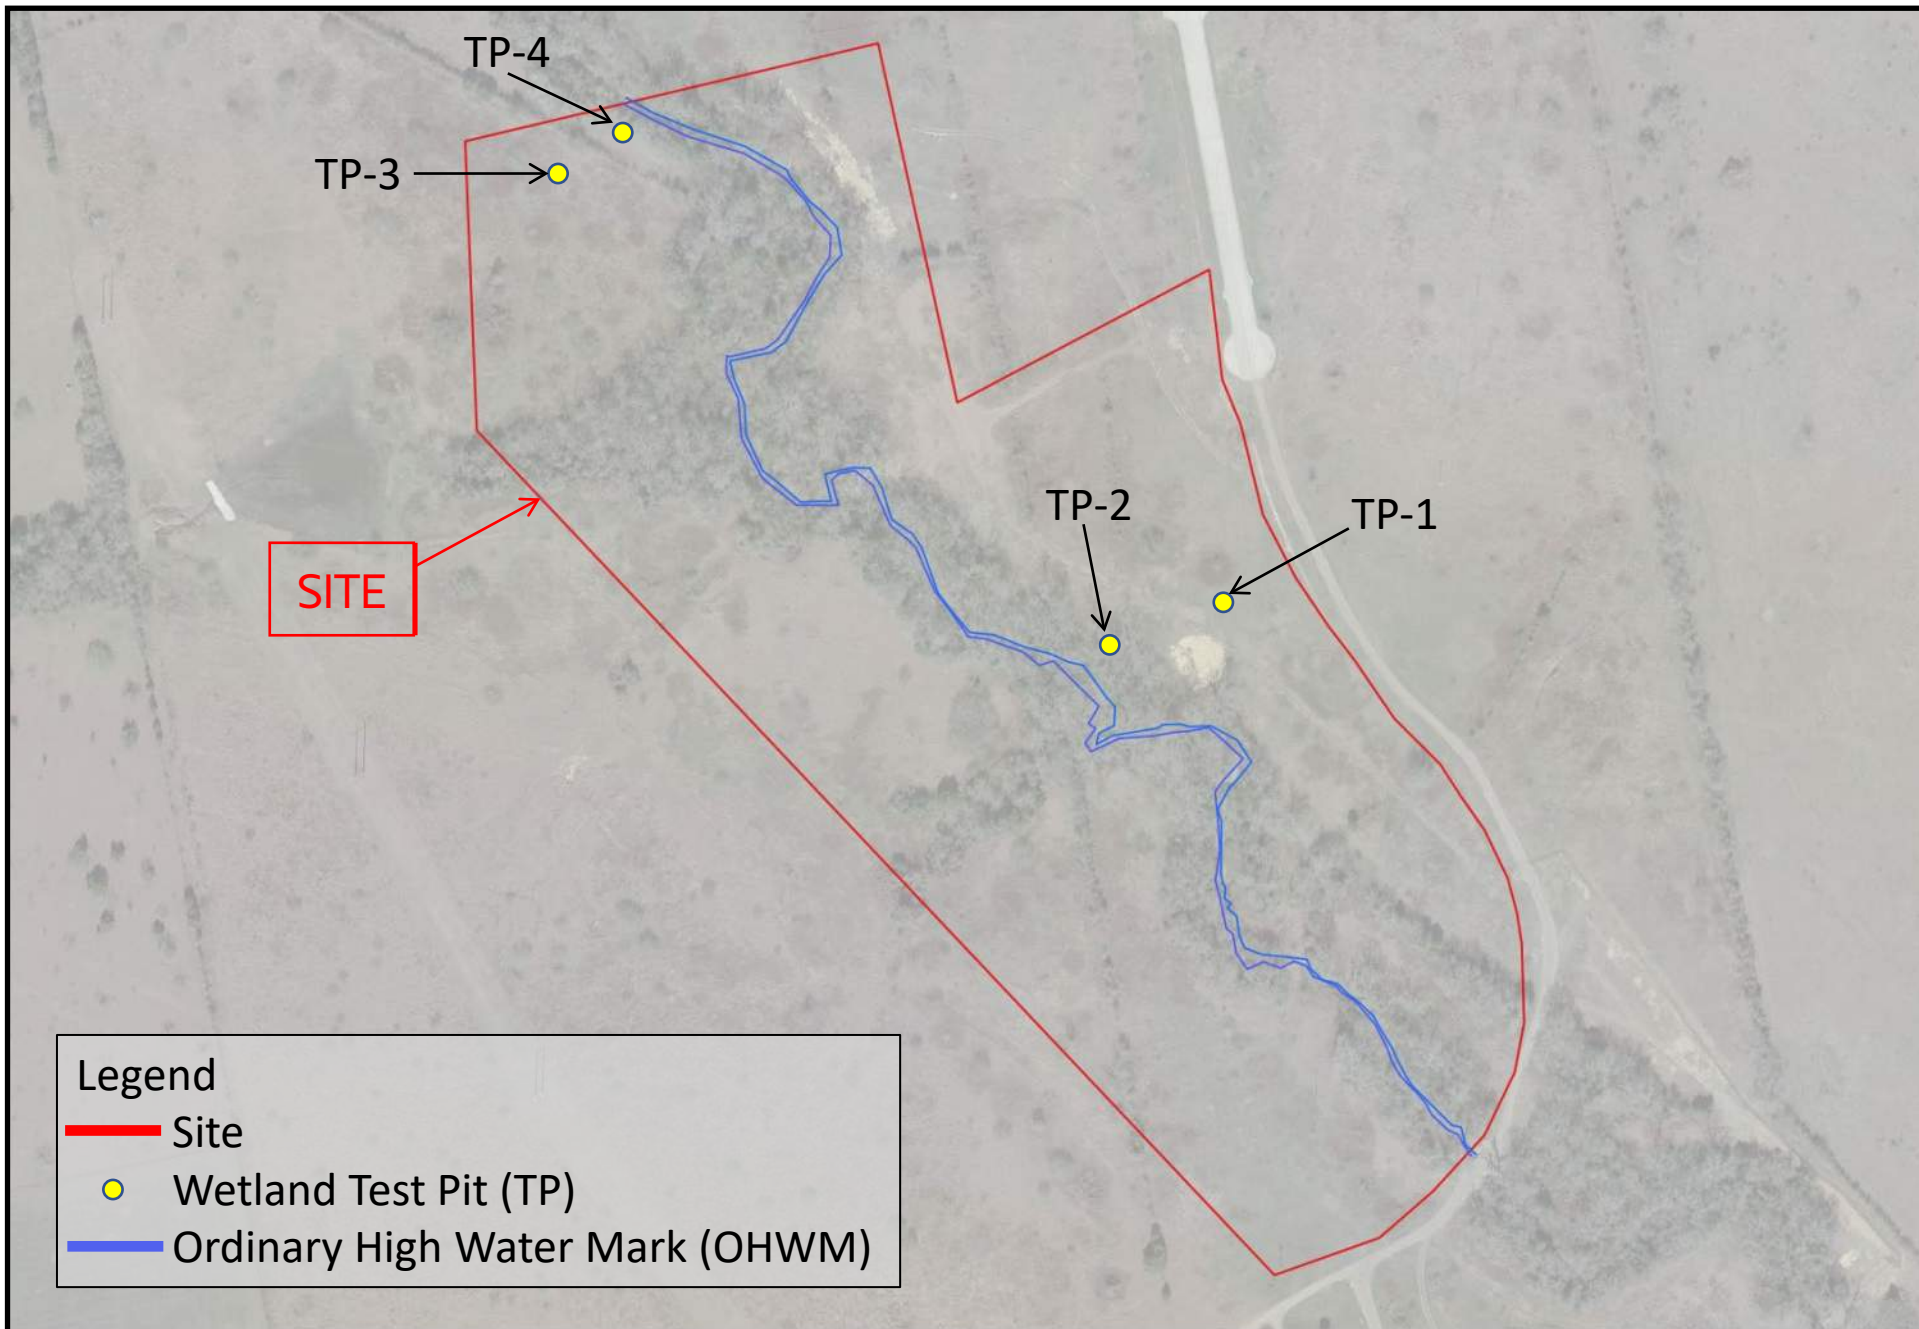 TP-4
TP-3
TP-2
TP-1
SITE
Legend
Site
Wetland Test Pit (TP)
Ordinary High Water Mark (OHWM)